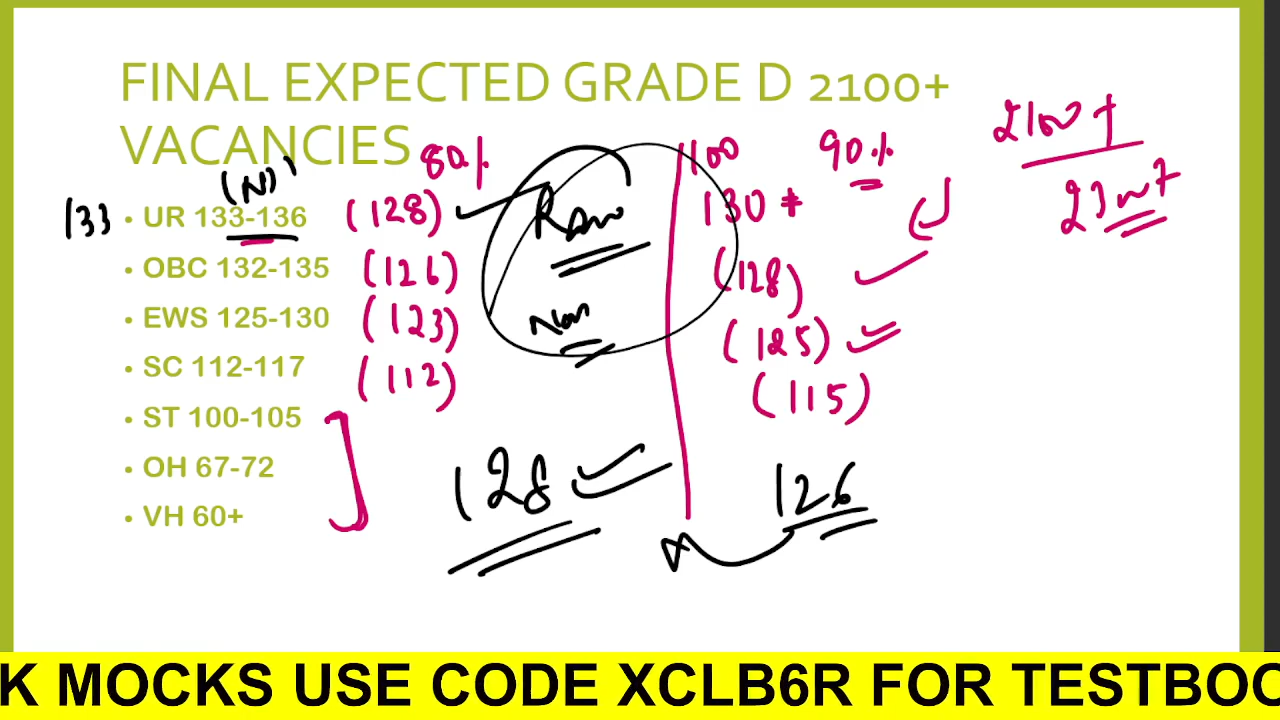 FINAL EXPECTED GRADE D 2100+
VACANCIES
80% 100 90% 2100+
(N)
133 • UR 133-136 (128) Raw 130+ 2300+
• OBC 132-135 (126) (128)
• EWS 125-130 (123) Nor (125)
• SC 112-117 (112) (115)
• ST 100-105
• OH 67-72 128 126
• VH 60+
K MOCKS USE CODE XCLB6R FOR TESTBOO